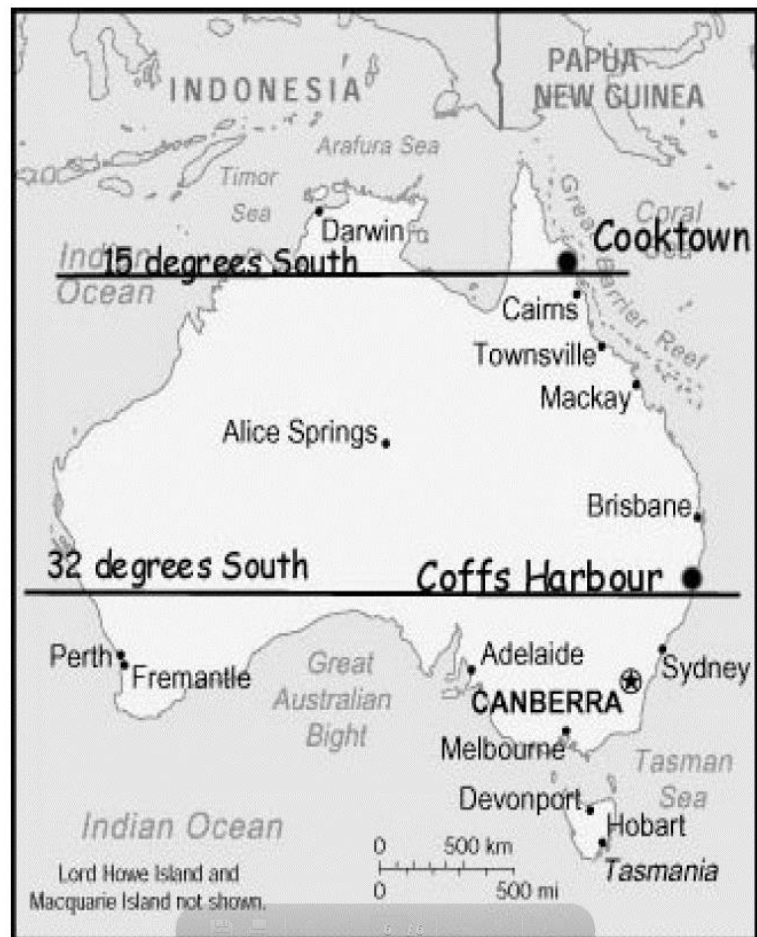 INDONESIA
PAPUA
NEW GUINEA
Arafura Sea
Timor
Sea
Darwin
Great Barrier Reef
Coral
Sea
Cooktown
Indian
Ocean
15 degrees South
Cairns
Townsville
Mackay
Alice Springs
Brisbane
32 degrees South
Coffs Harbour
Perth
Fremantle
Great
Australian
Bight
Adelaide
Sydney
CANBERRA
Melbourne
Tasman
Sea
Devonport
Hobart
Tasmania
Indian Ocean
0 500 km
0 500 mi
Lord Howe Island and
Macquarie Island not shown.